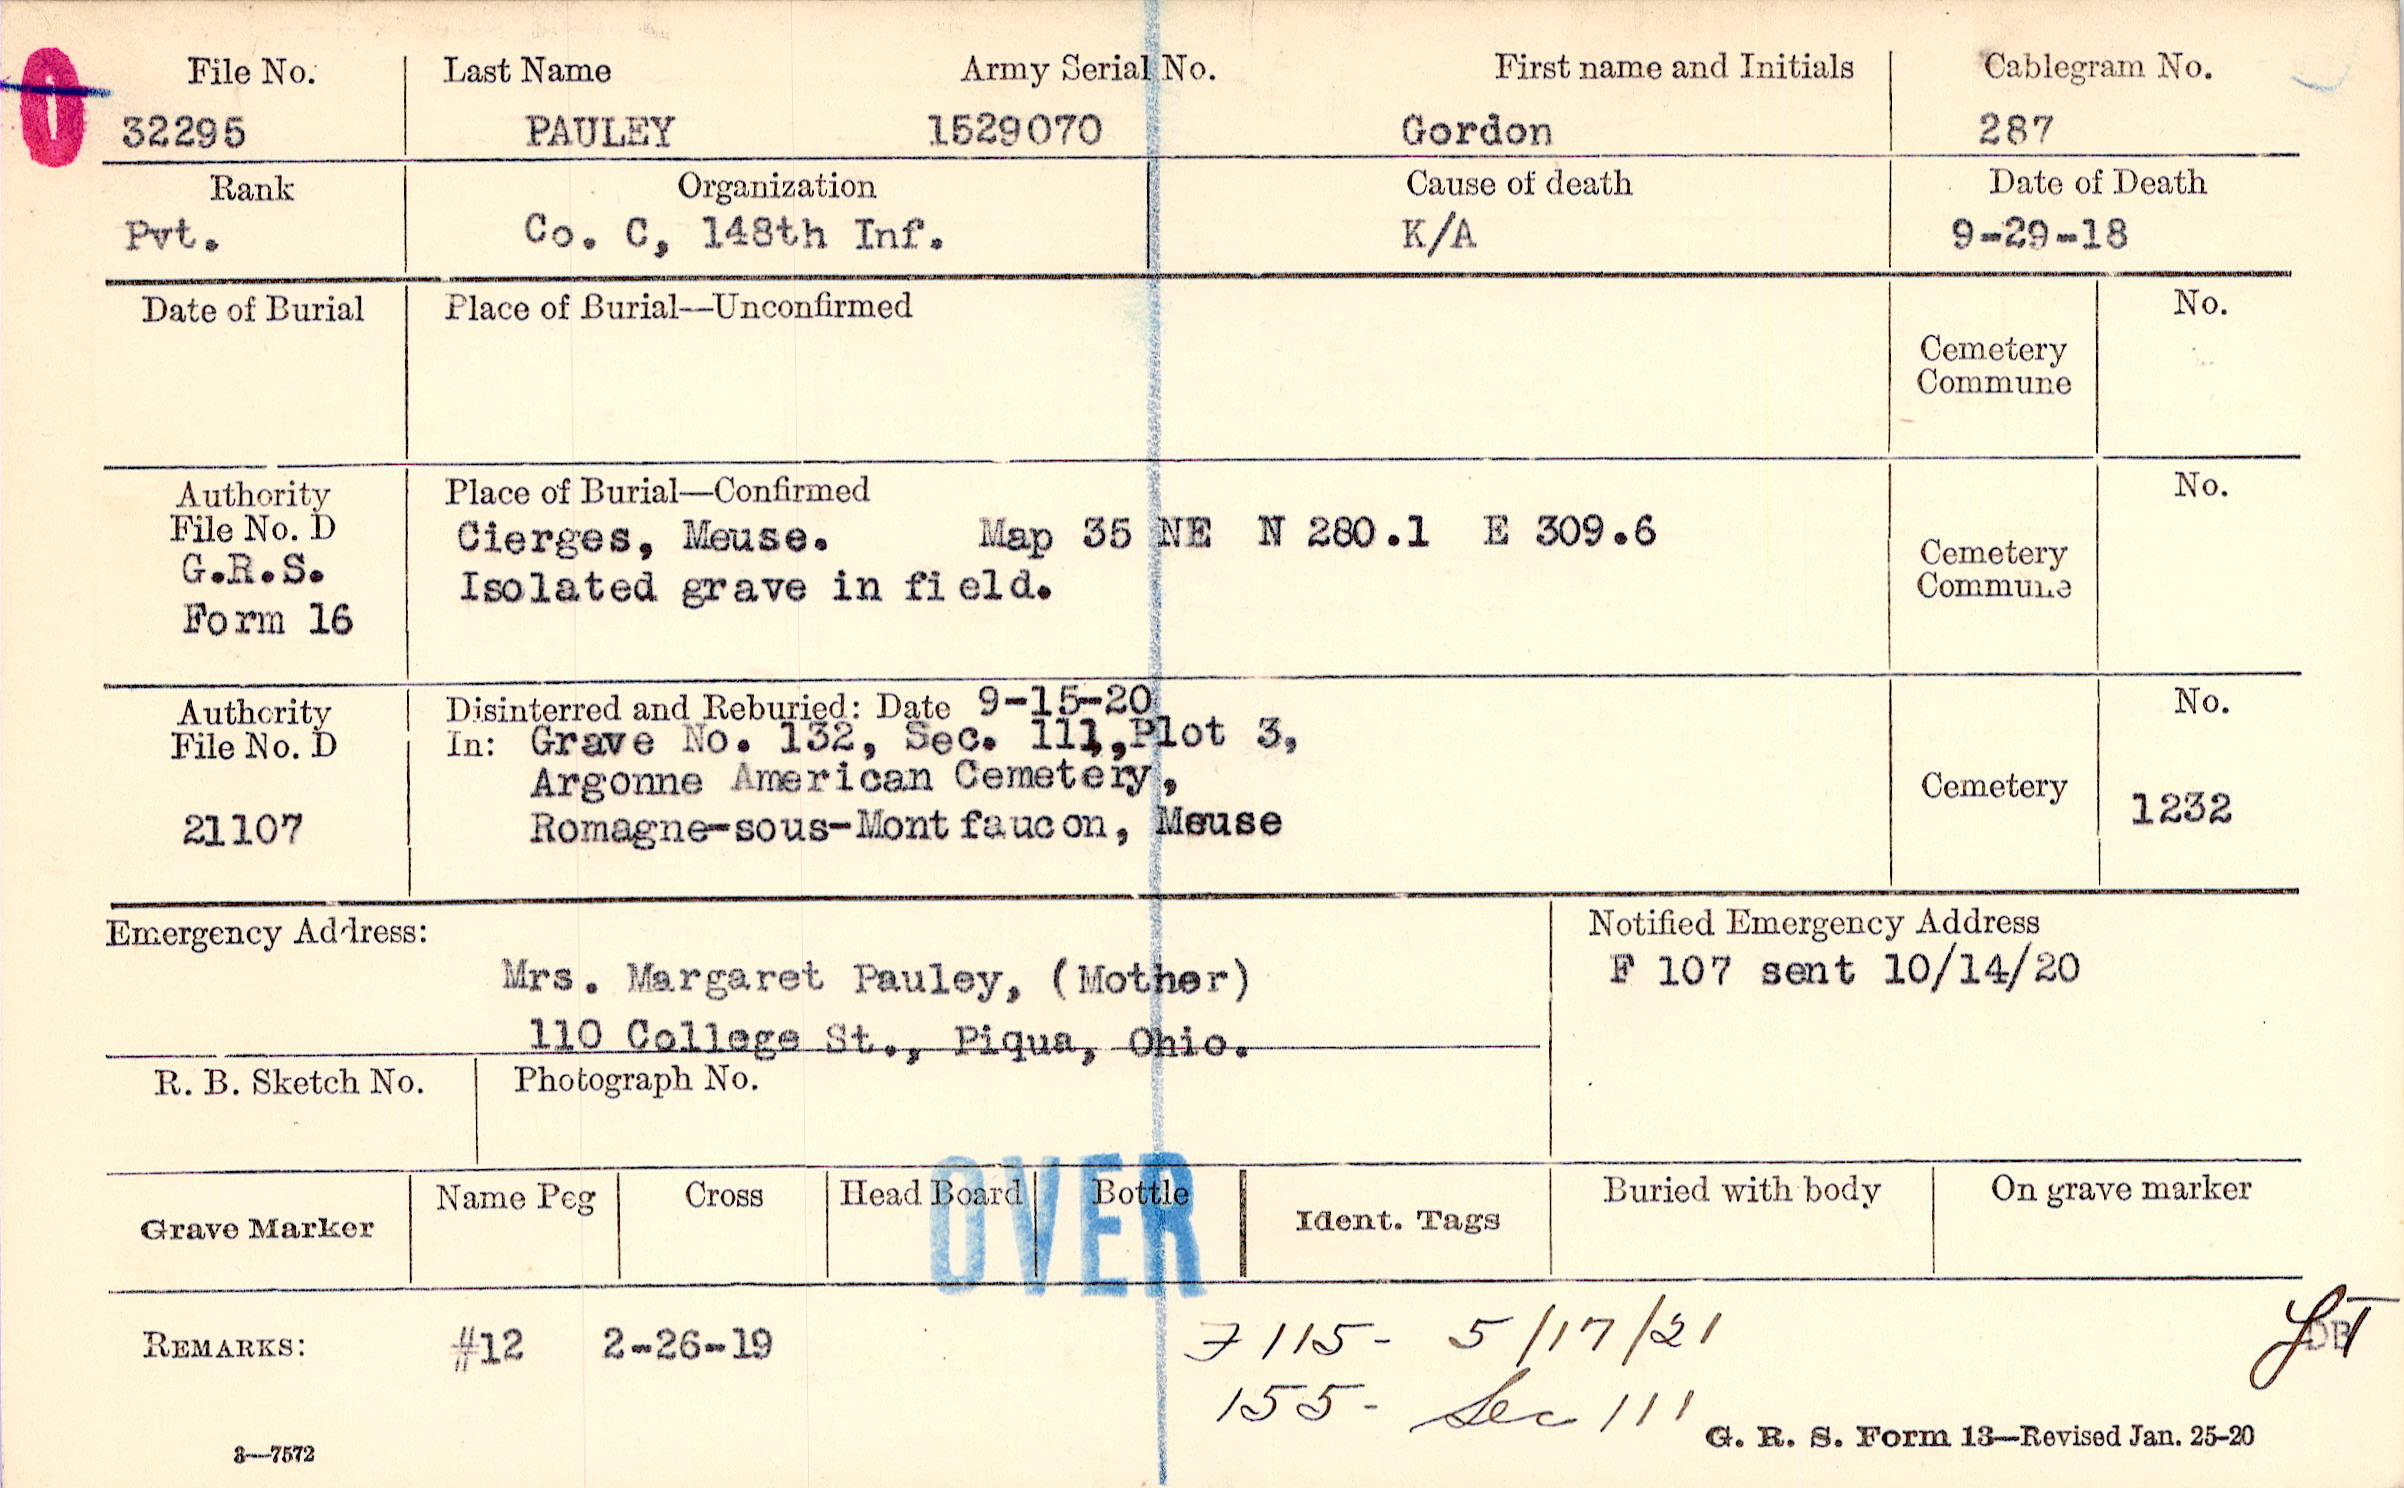 File No. Last Name Army Serial No. First name and Initials Cablegram No.
32295 PAULEY 1529070 Gordon 287
Rank Organization Cause of death Date of Death
Pvt. Co. C, 148th Inf. K/A 9-29-18
Date of Burial Place of Burial—Unconfirmed No.
Cemetery
Commune
Authority Place of Burial—Confirmed No.
File No. D Cierges, Meuse. Map 35 NE N 280.1 E 309.6
G.R.S. Isolated grave in field. Cemetery
Commune
Form 16
Authority Disinterred and Reburied: Date 9-15-20 No.
File No. D In: Grave No. 132, Sec. 111, Plot 3,
Argonne American Cemetery, Cemetery
21107 Romagne-sous-Montfaucon, Meuse 1232
Emergency Address: Notified Emergency Address
Mrs. Margaret Pauley, (Mother) F 107 sent 10/14/20
110 College St., Piqua, Ohio.
R. B. Sketch No. Photograph No.
OVER
Grave Marker Name Peg Cross Head Board Bottle Ident. Tags Buried with body On grave marker
REMARKS: #12 2-26-19 7 115- 5/17/21
155- Sec 111
3—7572 G. R. S. Form 13—Revised Jan. 25-20